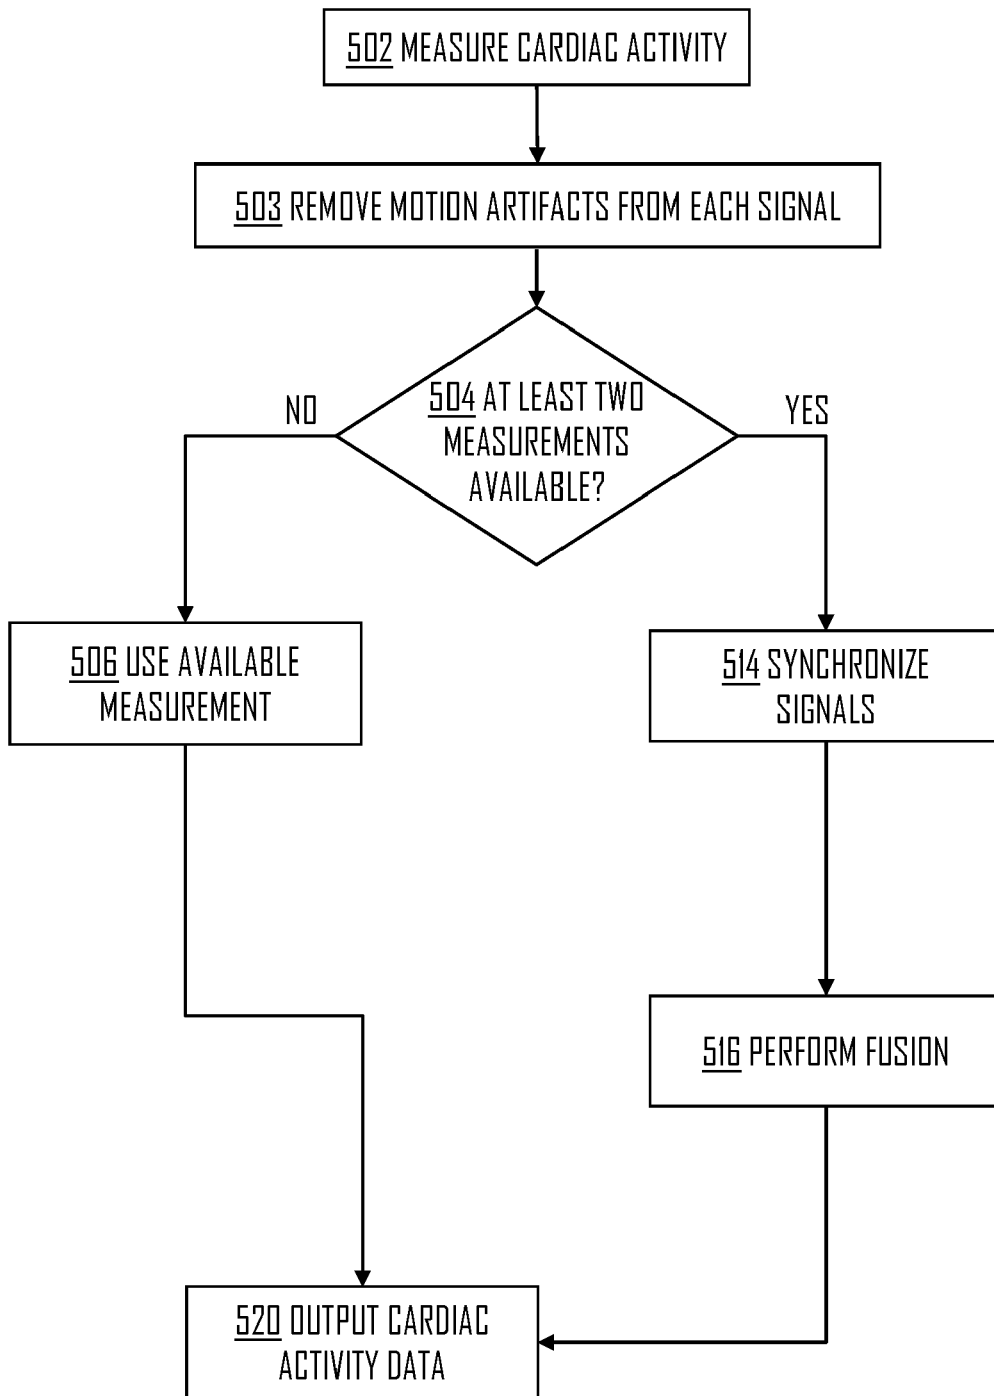 502 MEASURE CARDIAC ACTIVITY
503 REMOVE MOTION ARTIFACTS FROM EACH SIGNAL
504 AT LEAST TWO
MEASUREMENTS
AVAILABLE?
NO
YES
506 USE AVAILABLE
MEASUREMENT
514 SYNCHRONIZE
SIGNALS
516 PERFORM FUSION
520 OUTPUT CARDIAC
ACTIVITY DATA